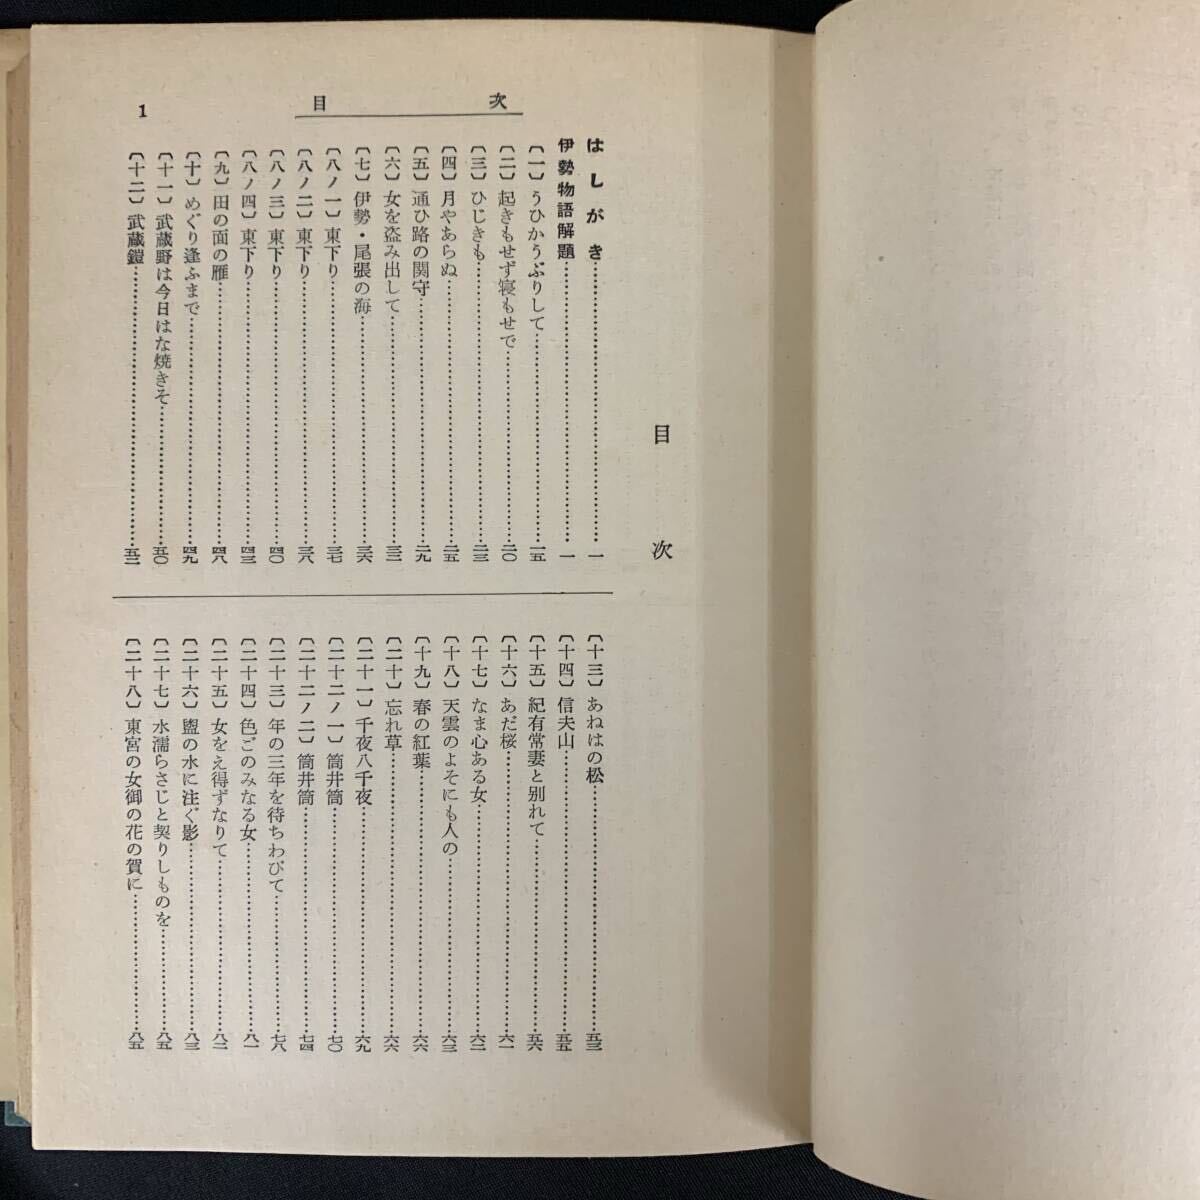 目次
1
目次
はしがき……一
伊勢物語解題……一
〔一〕うひかうぶりして……一五
〔二〕起きもせず寝もせで……二〇
〔三〕ひじきも……二三
〔四〕月やあらぬ……二五
〔五〕通ひ路の関守……二九
〔六〕女を盗み出して……三三
〔七〕伊勢・尾張の海……三六
〔八ノ一〕東下り……三七
〔八ノ二〕東下り……三八
〔八ノ三〕東下り……四〇
〔八ノ四〕東下り……四三
〔九〕田の面の雁……四八
〔十〕めぐり逢ふまで……四九
〔十一〕武蔵野は今日はな焼きそ……五〇
〔十二〕武蔵鐙……五二
〔十三〕あねはの松……五三
〔十四〕信夫山……五五
〔十五〕紀有常妻と別れて……五六
〔十六〕あだ桜……六一
〔十七〕なま心ある女……六二
〔十八〕天雲のよそにも人の……六三
〔十九〕春の紅葉……六六
〔二十〕忘れ草……六六
〔二十一〕千夜八千夜……六九
〔二十二ノ一〕筒井筒……七〇
〔二十二ノ二〕筒井筒……七四
〔二十三〕年の三年を待ちわびて……七八
〔二十四〕色ごのみなる女……八一
〔二十五〕女をえ得ずなりて……八二
〔二十六〕盥の水に注ぐ影……八三
〔二十七〕水濡らさじと契りしものを……八五
〔二十八〕東宮の女御の花の賀に……八五